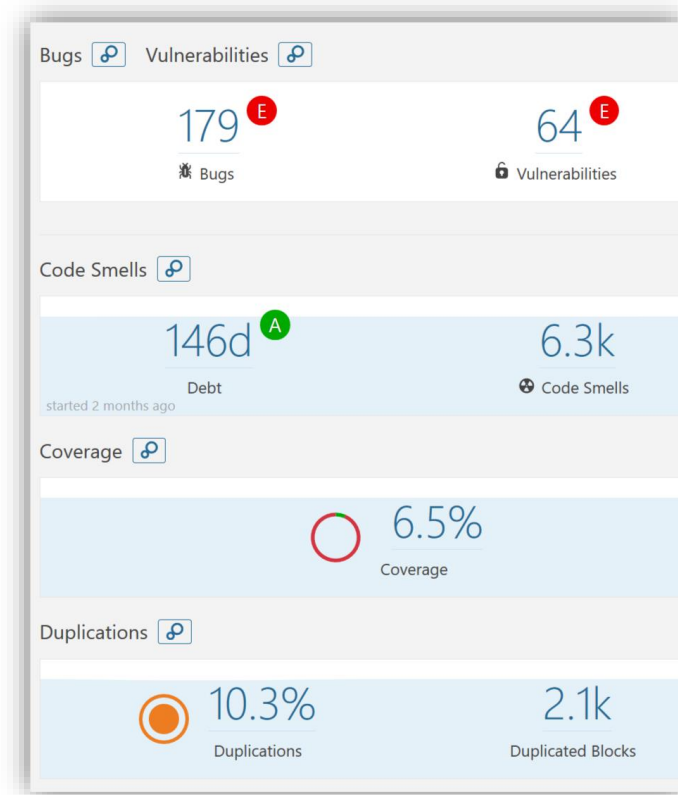 Bugs Vulnerabilities
179 E 64 E
Bugs Vulnerabilities
Code Smells
146d A 6.3k
Debt Code Smells
started 2 months ago
Coverage
6.5%
Coverage
Duplications
10.3% 2.1k
Duplications Duplicated Blocks